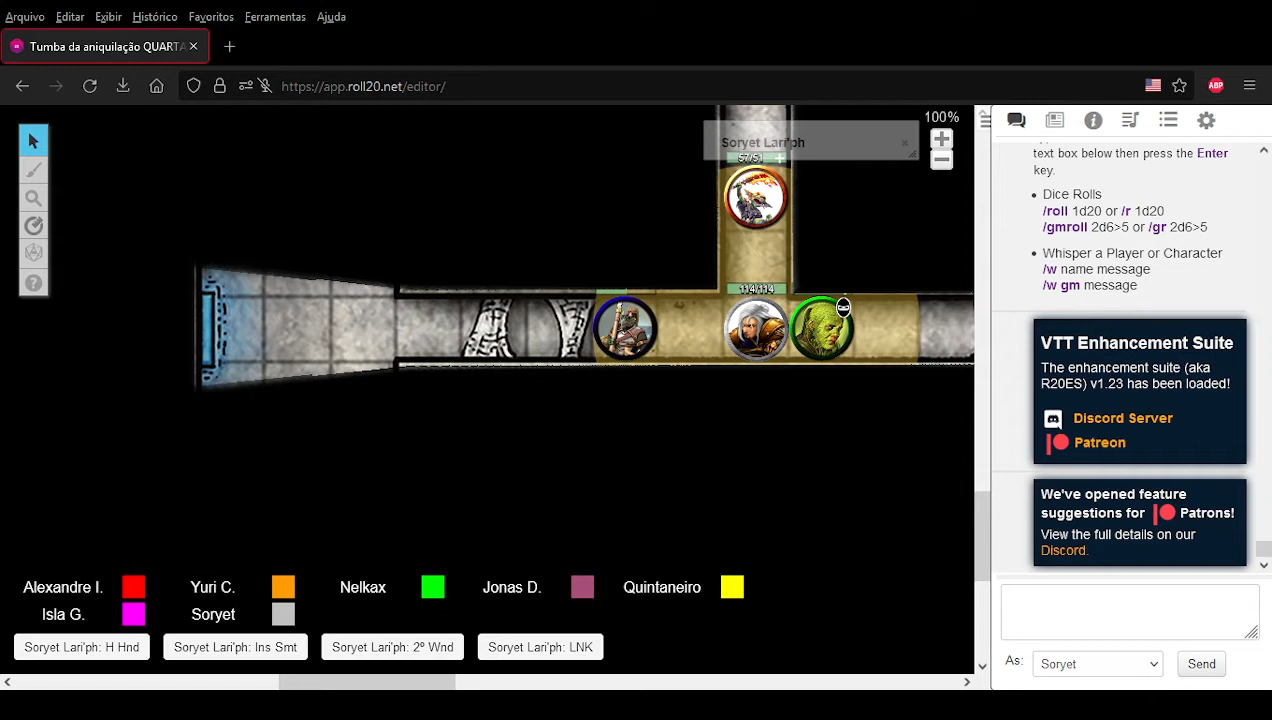 Arquivo Editar Exibir Histórico Favoritos Ferramentas Ajuda
Tumba da aniquilação QUARTA
https://app.roll20.net/editor/
ABP
100%
Soryet Lari'ph
57/51
114/114
text box below then press the Enter
key.
Dice Rolls
/roll 1d20 or /r 1d20
/gmroll 2d6>5 or /gr 2d6>5
Whisper a Player or Character
/w name message
/w gm message
VTT Enhancement Suite
The enhancement suite (aka
R20ES) v1.23 has been loaded!
Discord Server
Patreon
We've opened feature
suggestions for Patrons!
View the full details on our
Discord.
Alexandre I. Yuri C. Nelkax Jonas D. Quintaneiro
Isla G. Soryet
Soryet Lari'ph: H Hnd Soryet Lari'ph: Ins Smt Soryet Lari'ph: 2º Wnd Soryet Lari'ph: LNK
As: Soryet Send